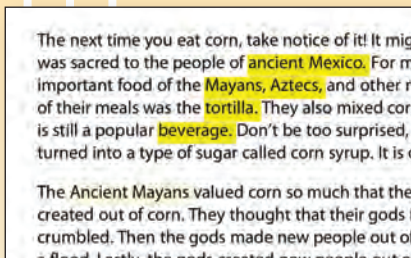 The next time you eat corn, take notice of it! It mig
was sacred to the people of ancient Mexico. For m
important food of the Mayans, Aztecs, and other
of their meals was the tortilla. They also mixed cor
is still a popular beverage. Don't be too surprised,
turned into a type of sugar called corn syrup. It is
The Ancient Mayans valued corn so much that the
created out of corn. They thought that their gods
crumbled. Then the gods made new people out of